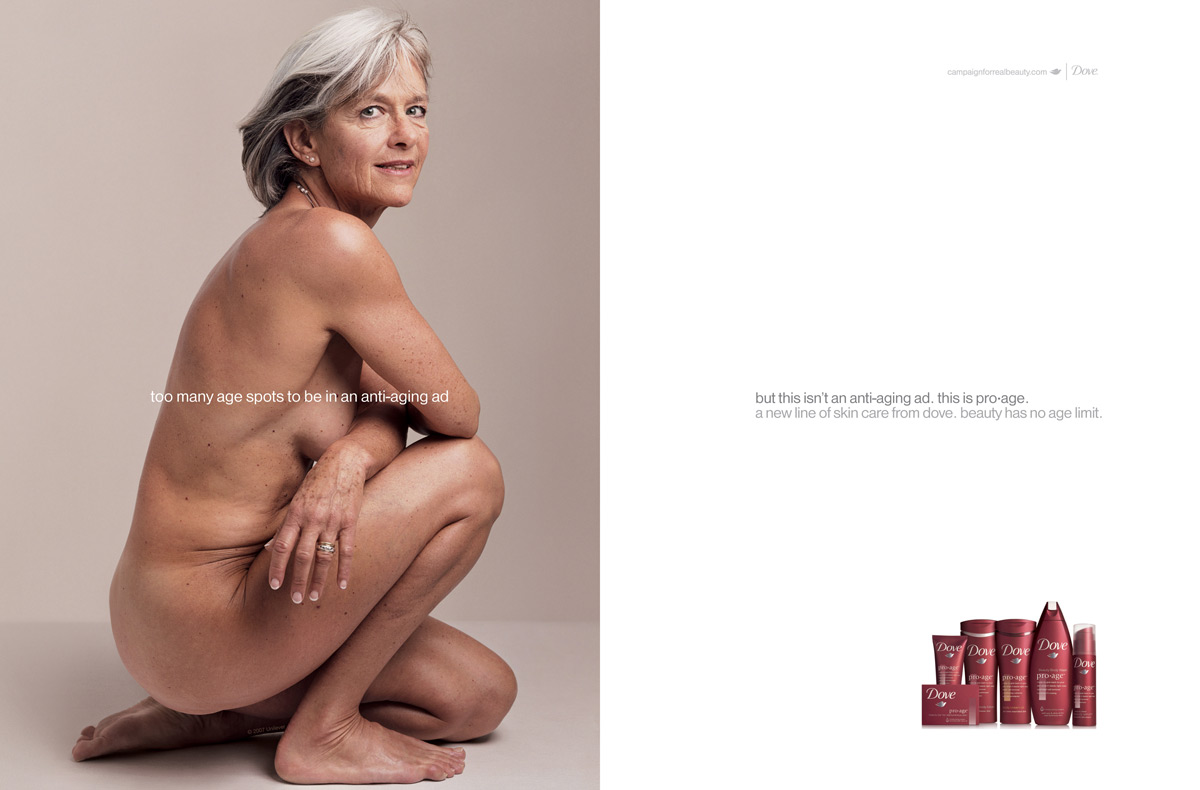 campaignforrealbeauty.com Dove
too many age spots to be in an anti-aging ad
but this isn't an anti-aging ad. this is pro•age.
a new line of skin care from dove. beauty has no age limit.
Dove
Dove
Dove
Dove
Dove
pro•age
pro•age
pro•age
pro•age
pro•age
Dove
pro•age